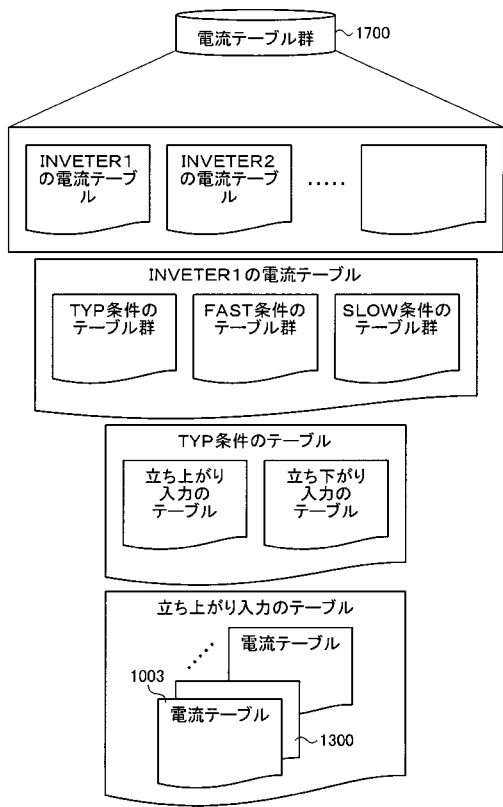 電流テーブル群
1700
INVETER1
の電流テーブ
ル
INVETER2
の電流テーブ
ル
.....
INVETER1の電流テーブル
TYP条件の
テーブル群
FAST条件の
テーブル群
SLOW条件の
テーブル群
TYP条件のテーブル
立ち上がり
入力の
テーブル
立ち下がり
入力の
テーブル
立ち上がり入力のテーブル
電流テーブル
1003
電流テーブル
1300